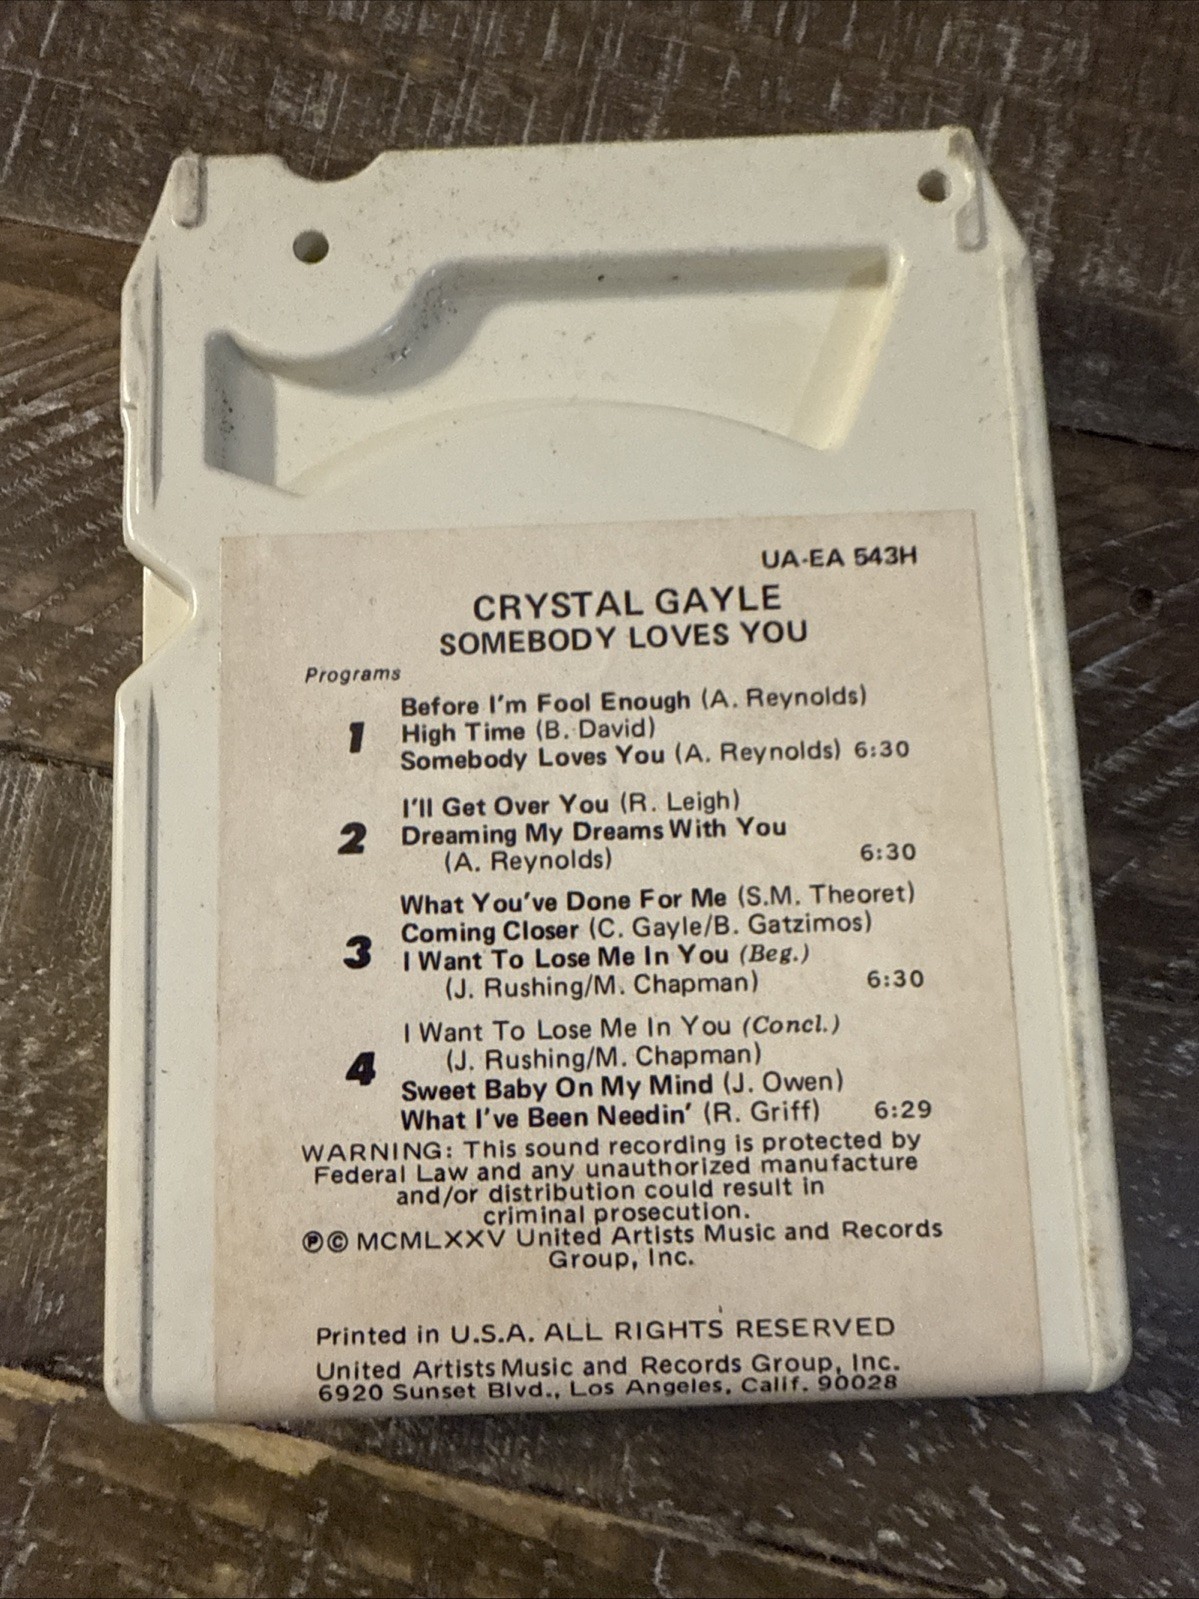 UA-EA 543H
CRYSTAL GAYLE
SOMEBODY LOVES YOU
Programs
1
Before I'm Fool Enough (A. Reynolds)
High Time (B. David)
Somebody Loves You (A. Reynolds) 6:30
2
I'll Get Over You (R. Leigh)
Dreaming My Dreams With You
(A. Reynolds) 6:30
3
What You've Done For Me (S.M. Theoret)
Coming Closer (C. Gayle/B. Gatzimos)
I Want To Lose Me In You (Beg.)
(J. Rushing/M. Chapman) 6:30
4
I Want To Lose Me In You (Concl.)
(J. Rushing/M. Chapman)
Sweet Baby On My Mind (J. Owen)
What I've Been Needin' (R. Griff) 6:29
WARNING: This sound recording is protected by
Federal Law and any unauthorized manufacture
and/or distribution could result in
criminal prosecution.
℗© MCMLXXV United Artists Music and Records
Group, Inc.
Printed in U.S.A. ALL RIGHTS RESERVED
United Artists Music and Records Group, Inc.
6920 Sunset Blvd., Los Angeles, Calif. 90028